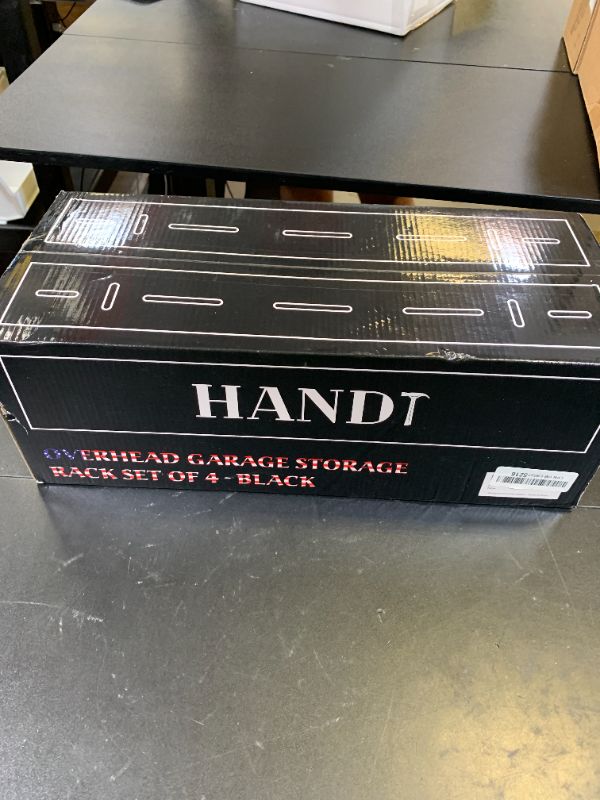 HANDI
OVERHEAD GARAGE STORAGE
RACK SET OF 4 - BLACK